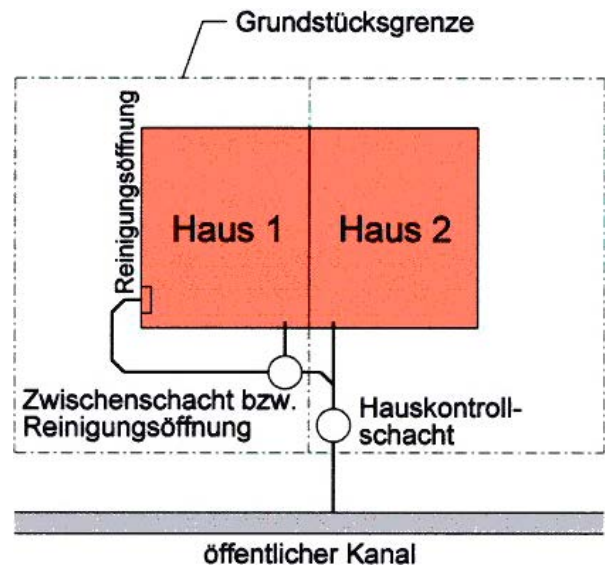 Grundstücksgrenze
Reinigungsöffnung
Haus 1
Haus 2
Zwischenschacht bzw.
Reinigungsöffnung
Hauskontroll-
schacht
öffentlicher Kanal